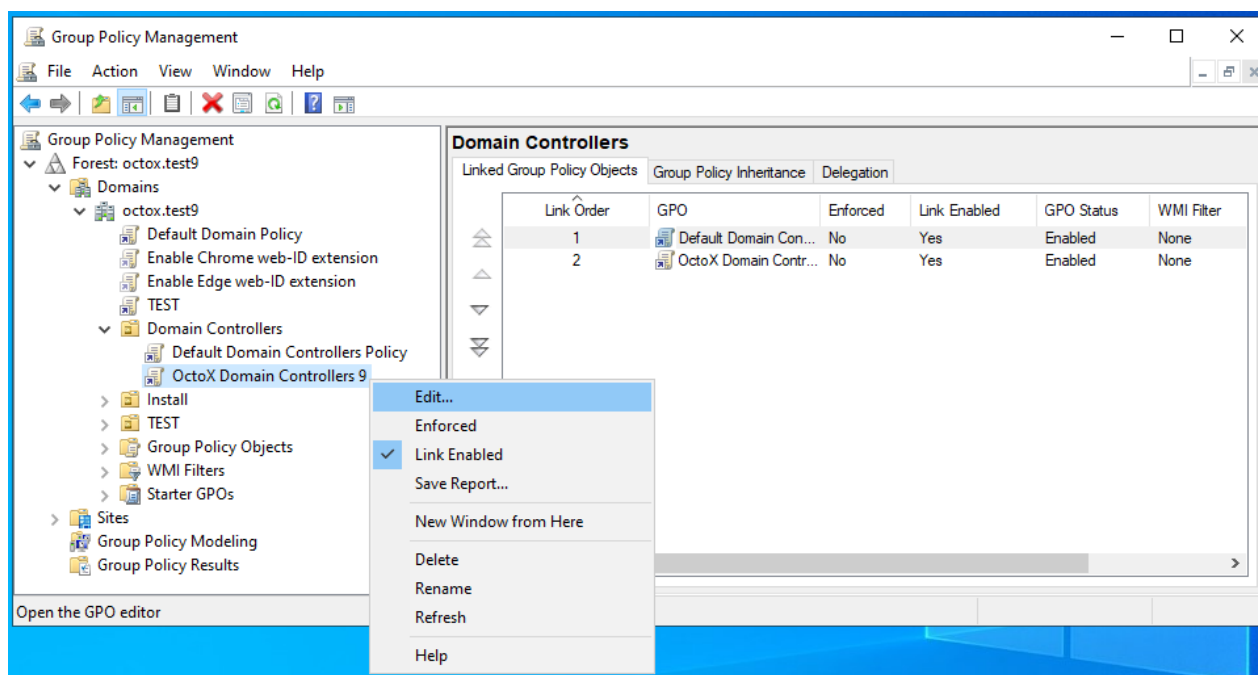 Group Policy Management
File Action View Window Help
Group Policy Management
Forest: octox.test9
Domains
octox.test9
Default Domain Policy
Enable Chrome web-ID extension
Enable Edge web-ID extension
TEST
Domain Controllers
Default Domain Controllers Policy
OctoX Domain Controllers 9
Install
TEST
Group Policy Objects
WMI Filters
Starter GPOs
Sites
Group Policy Modeling
Group Policy Results
Domain Controllers
Linked Group Policy Objects Group Policy Inheritance Delegation
Link Order GPO Enforced Link Enabled GPO Status WMI Filter
1 Default Domain Con... No Yes Enabled None
2 OctoX Domain Contr... No Yes Enabled None
Edit...
Enforced
Link Enabled
Save Report...
New Window from Here
Delete
Rename
Refresh
Help
Open the GPO editor